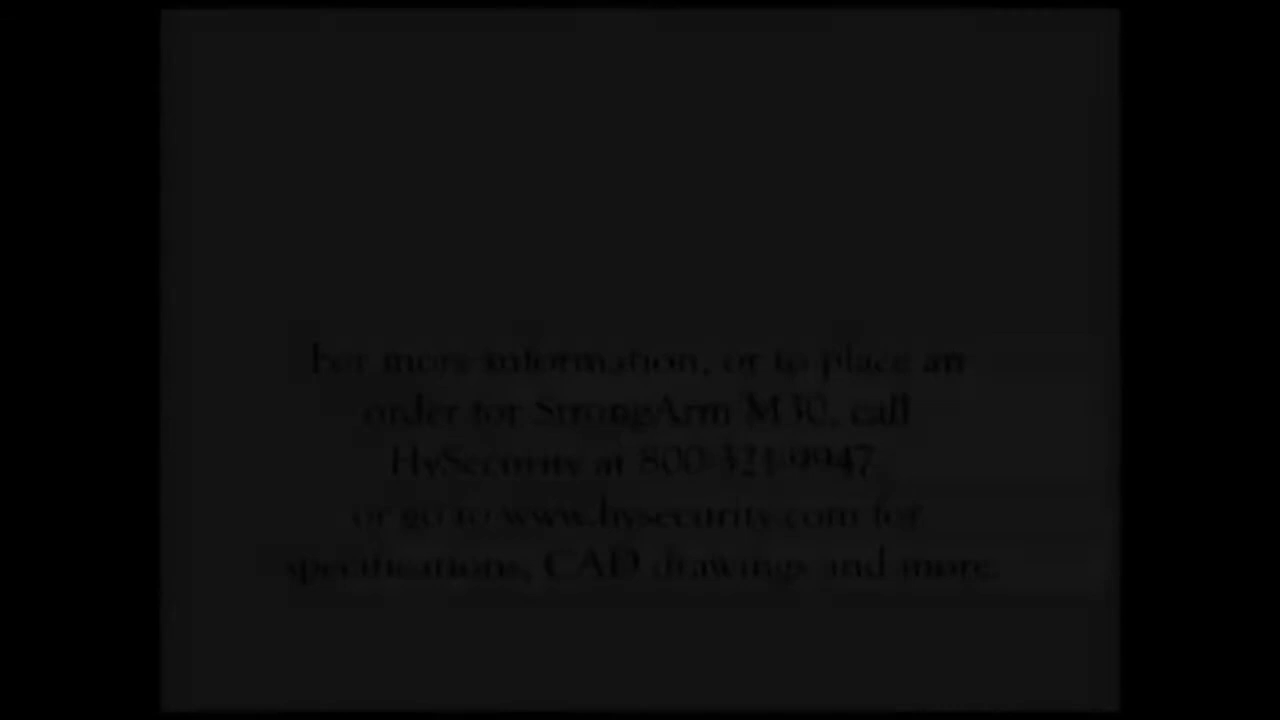 For more information, or to place an
order for StrongArm M30, call
HySecurity at 800-321-9947
or go to www.hysecurity.com for
specifications, CAD drawings and more.